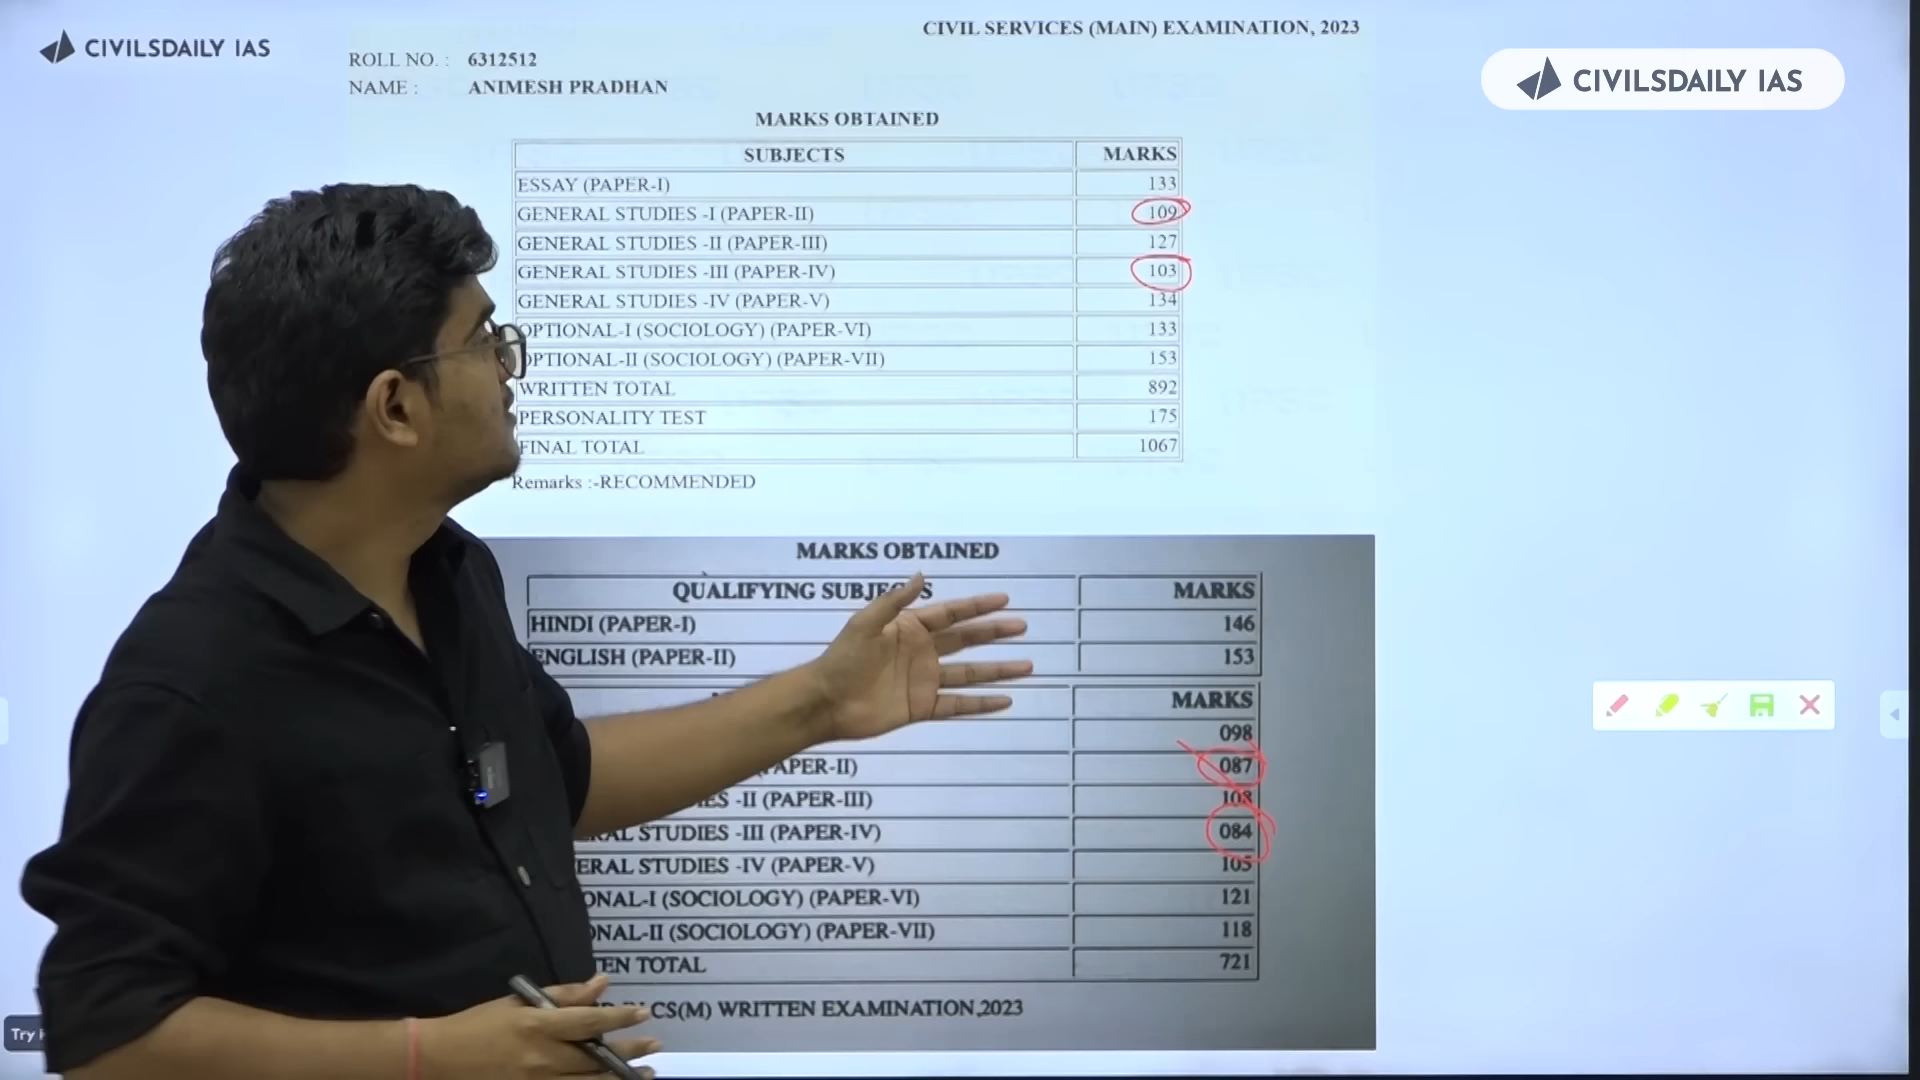 CIVILSDAILY IAS
CIVIL SERVICES (MAIN) EXAMINATION, 2023
CIVILSDAILY IAS
ROLL NO. : 6312512
NAME : ANIMESH PRADHAN
MARKS OBTAINED
SUBJECTS MARKS
ESSAY (PAPER-I) 133
GENERAL STUDIES -I (PAPER-II) 109
GENERAL STUDIES -II (PAPER-III) 127
GENERAL STUDIES -III (PAPER-IV) 103
GENERAL STUDIES -IV (PAPER-V) 134
OPTIONAL-I (SOCIOLOGY) (PAPER-VI) 133
OPTIONAL-II (SOCIOLOGY) (PAPER-VII) 153
WRITTEN TOTAL 892
PERSONALITY TEST 175
FINAL TOTAL 1067
Remarks :-RECOMMENDED
MARKS OBTAINED
QUALIFYING SUBJECTS MARKS
HINDI (PAPER-I) 146
ENGLISH (PAPER-II) 153
MARKS
098
(PAPER-II) 087
-II (PAPER-III) 108
STUDIES -III (PAPER-IV) 084
ERAL STUDIES -IV (PAPER-V) 105
ONAL-I (SOCIOLOGY) (PAPER-VI) 121
ONAL-II (SOCIOLOGY) (PAPER-VII) 118
TEN TOTAL 721
CS(M) WRITTEN EXAMINATION,2023
Try